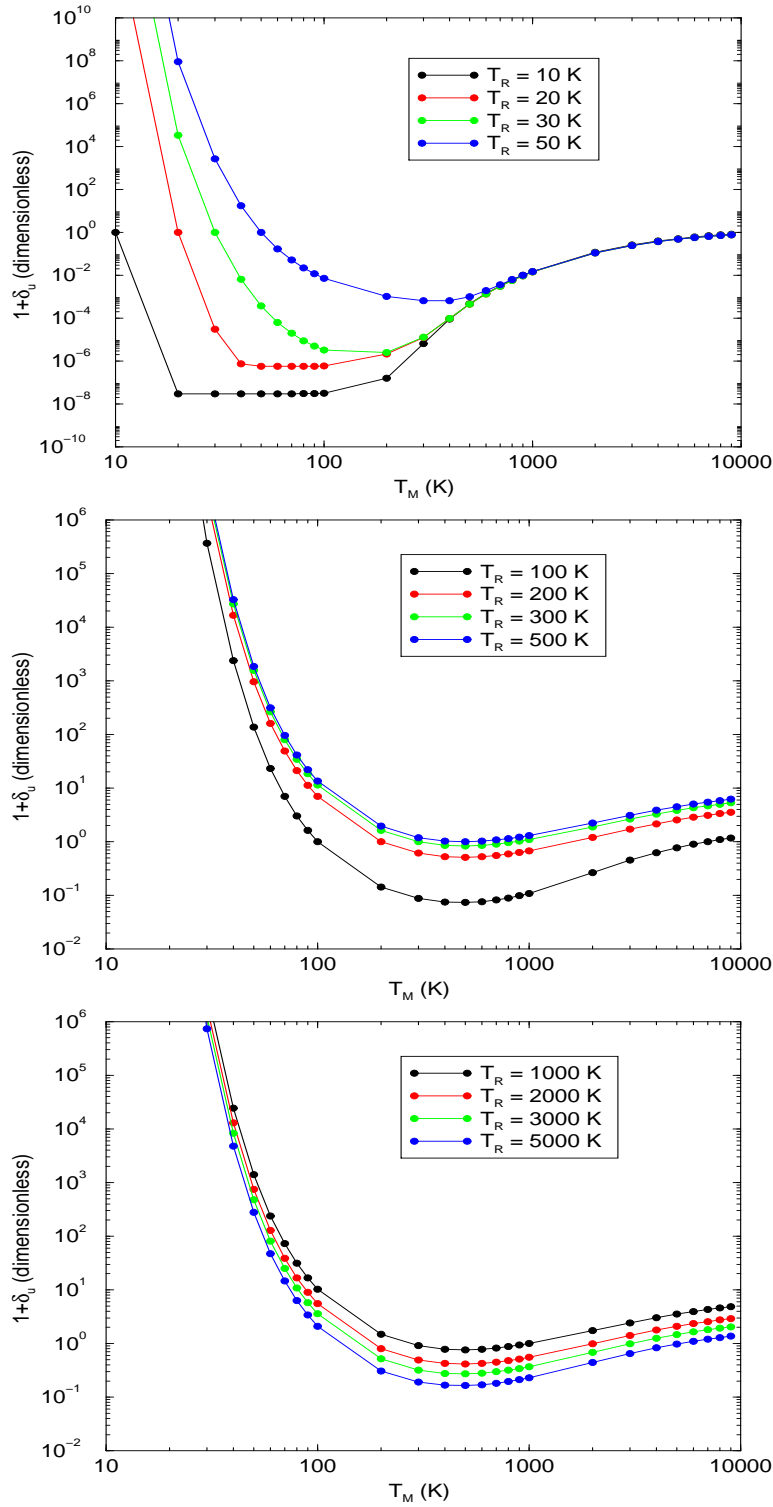 10^10
10^8
10^6
10^4
10^2
10^0
10^−2
10^−4
10^−6
10^−8
10^−10
1+δ_u (dimensionless)
T_R = 10 K
T_R = 20 K
T_R = 30 K
T_R = 50 K
10 100 1000 10000
T_M (K)
10^6
10^5
10^4
10^3
10^2
10^1
10^0
10^−1
10^−2
1+δ_u (dimensionless)
T_R = 100 K
T_R = 200 K
T_R = 300 K
T_R = 500 K
10 100 1000 10000
T_M (K)
10^6
10^5
10^4
10^3
10^2
10^1
10^0
10^−1
10^−2
1+δ_u (dimensionless)
T_R = 1000 K
T_R = 2000 K
T_R = 3000 K
T_R = 5000 K
10 100 1000 10000
T_M (K)